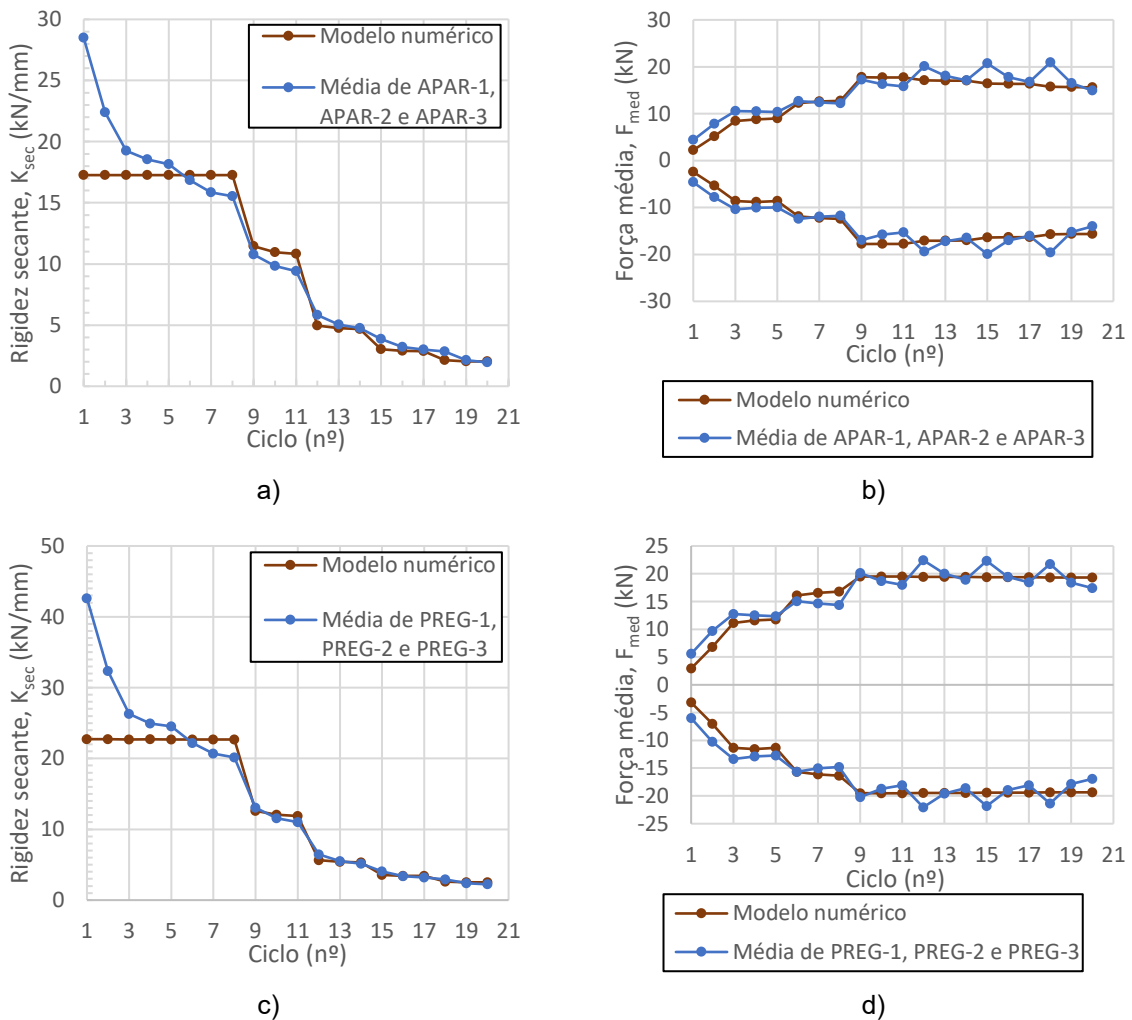 Rigidez secante, Ksec (kN/mm)
30
25
20
15
10
5
0
1 3 5 7 9 11 13 15 17 19 21
Ciclo (nº)
Modelo numérico
Média de APAR-1,
APAR-2 e APAR-3
a)
Força média, Fmed (kN)
30
20
10
0
-10
-20
-30
1 3 5 7 9 11 13 15 17 19 21
Ciclo (nº)
Modelo numérico
Média de APAR-1, APAR-2 e APAR-3
b)
Rigidez secante, Ksec (kN/mm)
50
40
30
20
10
0
1 3 5 7 9 11 13 15 17 19 21
Ciclo (nº)
Modelo numérico
Média de PREG-1,
PREG-2 e PREG-3
c)
Força média, Fmed (kN)
25
20
15
10
5
0
-5
-10
-15
-20
-25
1 3 5 7 9 11 13 15 17 19 21
Ciclo (nº)
Modelo numérico
Média de PREG-1, PREG-2 e PREG-3
d)